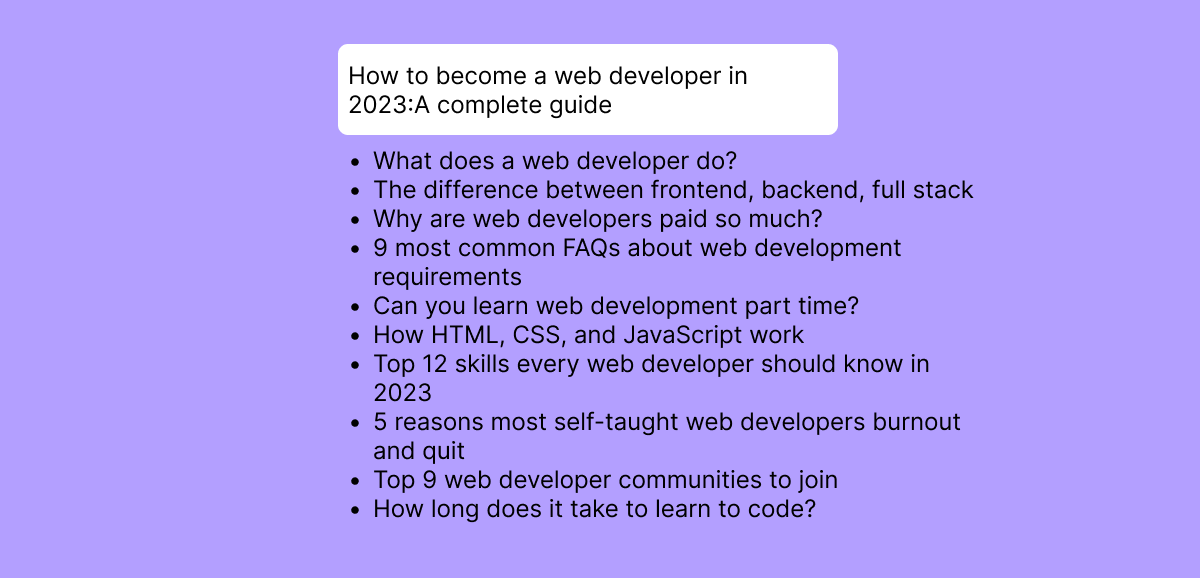 How to become a web developer in
2023:A complete guide
• What does a web developer do?
• The difference between frontend, backend, full stack
• Why are web developers paid so much?
• 9 most common FAQs about web development
requirements
• Can you learn web development part time?
• How HTML, CSS, and JavaScript work
• Top 12 skills every web developer should know in
2023
• 5 reasons most self-taught web developers burnout
and quit
• Top 9 web developer communities to join
• How long does it take to learn to code?